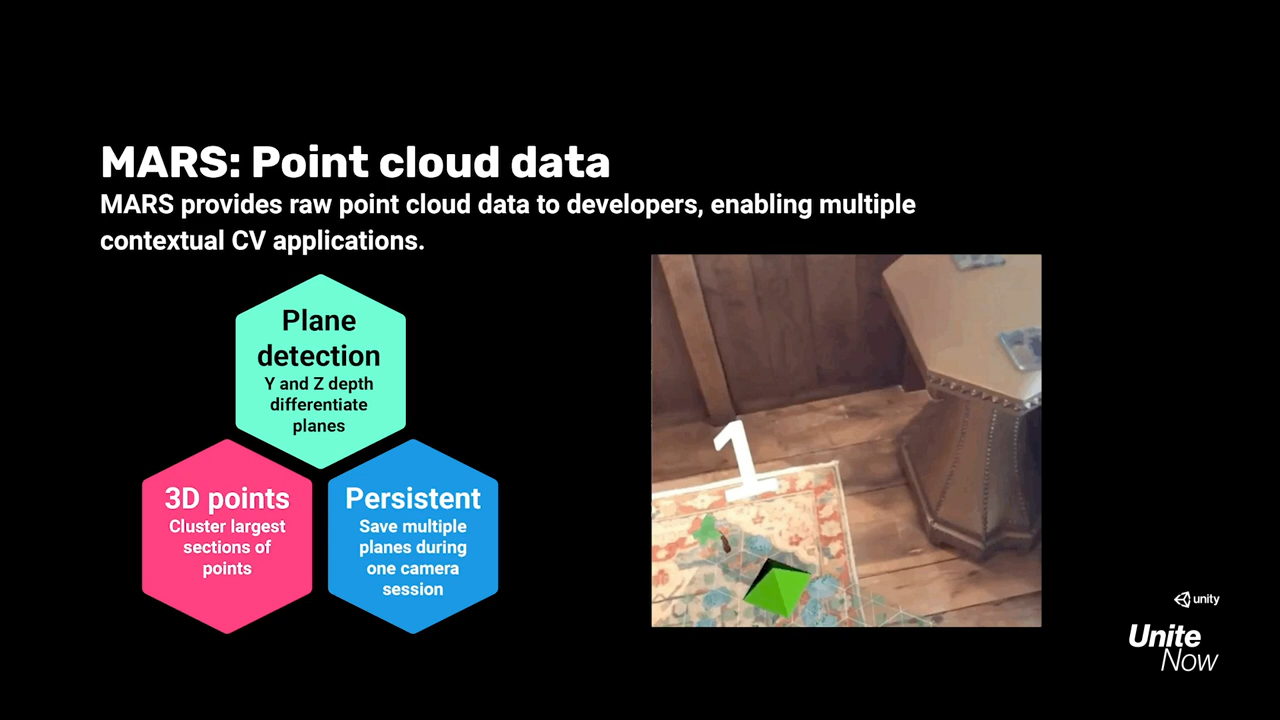 MARS: Point cloud data
MARS provides raw point cloud data to developers, enabling multiple
contextual CV applications.
Plane
detection
Y and Z depth
differentiate
planes
3D points
Cluster largest
sections of
points
Persistent
Save multiple
planes during
one camera
session
1
unity
Unite
Now